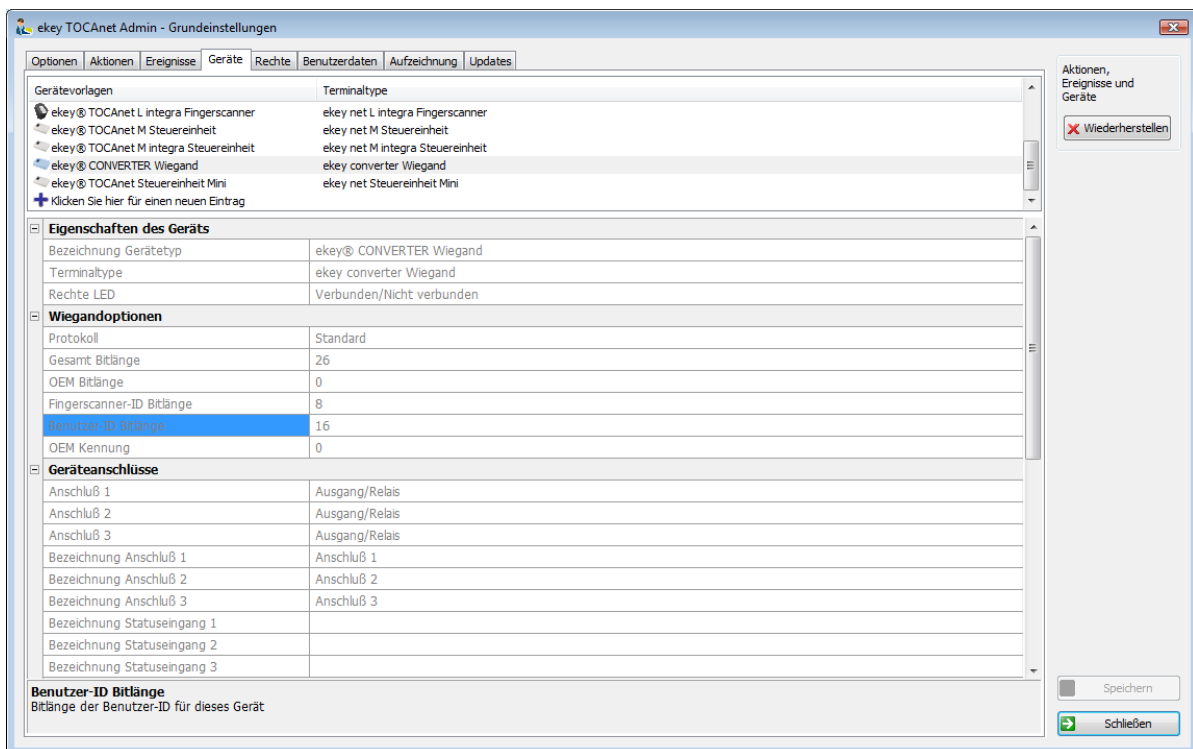 ekey TOCAnet Admin - Grundeinstellungen
Optionen Aktionen Ereignisse Geräte Rechte Benutzerdaten Aufzeichnung Updates
Gerätevorlagen Terminaltype
ekey® TOCAnet L integra Fingerscanner ekey net L integra Fingerscanner
ekey® TOCAnet M Steuereinheit ekey net M Steuereinheit
ekey® TOCAnet M integra Steuereinheit ekey net M integra Steuereinheit
ekey® CONVERTER Wiegand ekey converter Wiegand
ekey® TOCAnet Steuereinheit Mini ekey net Steuereinheit Mini
Klicken Sie hier für einen neuen Eintrag
Eigenschaften des Geräts
Bezeichnung Gerätetyp ekey® CONVERTER Wiegand
Terminaltype ekey converter Wiegand
Rechte LED Verbunden/Nicht verbunden
Wiegandoptionen
Protokoll Standard
Gesamt Bitlänge 26
OEM Bitlänge 0
Fingerscanner-ID Bitlänge 8
Benutzer-ID Bitlänge 16
OEM Kennung 0
Geräteanschlüsse
Anschluß 1 Ausgang/Relais
Anschluß 2 Ausgang/Relais
Anschluß 3 Ausgang/Relais
Bezeichnung Anschluß 1 Anschluß 1
Bezeichnung Anschluß 2 Anschluß 2
Bezeichnung Anschluß 3 Anschluß 3
Bezeichnung Statuseingang 1
Bezeichnung Statuseingang 2
Bezeichnung Statuseingang 3
Benutzer-ID Bitlänge
Bitlänge der Benutzer-ID für dieses Gerät
Aktionen,
Ereignisse und
Geräte
Wiederherstellen
Speichern
Schließen